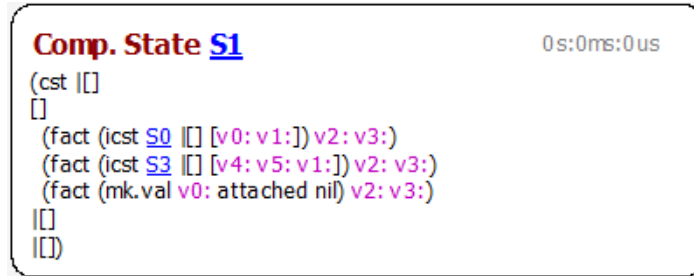 Comp. State S1 0s:0ms:0us
(cst |[]
[]
(fact (icst S0 |[] [v0: v1:]) v2: v3:)
(fact (icst S3 |[] [v4: v5: v1:]) v2: v3:)
(fact (mk.val v0: attached nil) v2: v3:)
|[]
|[])